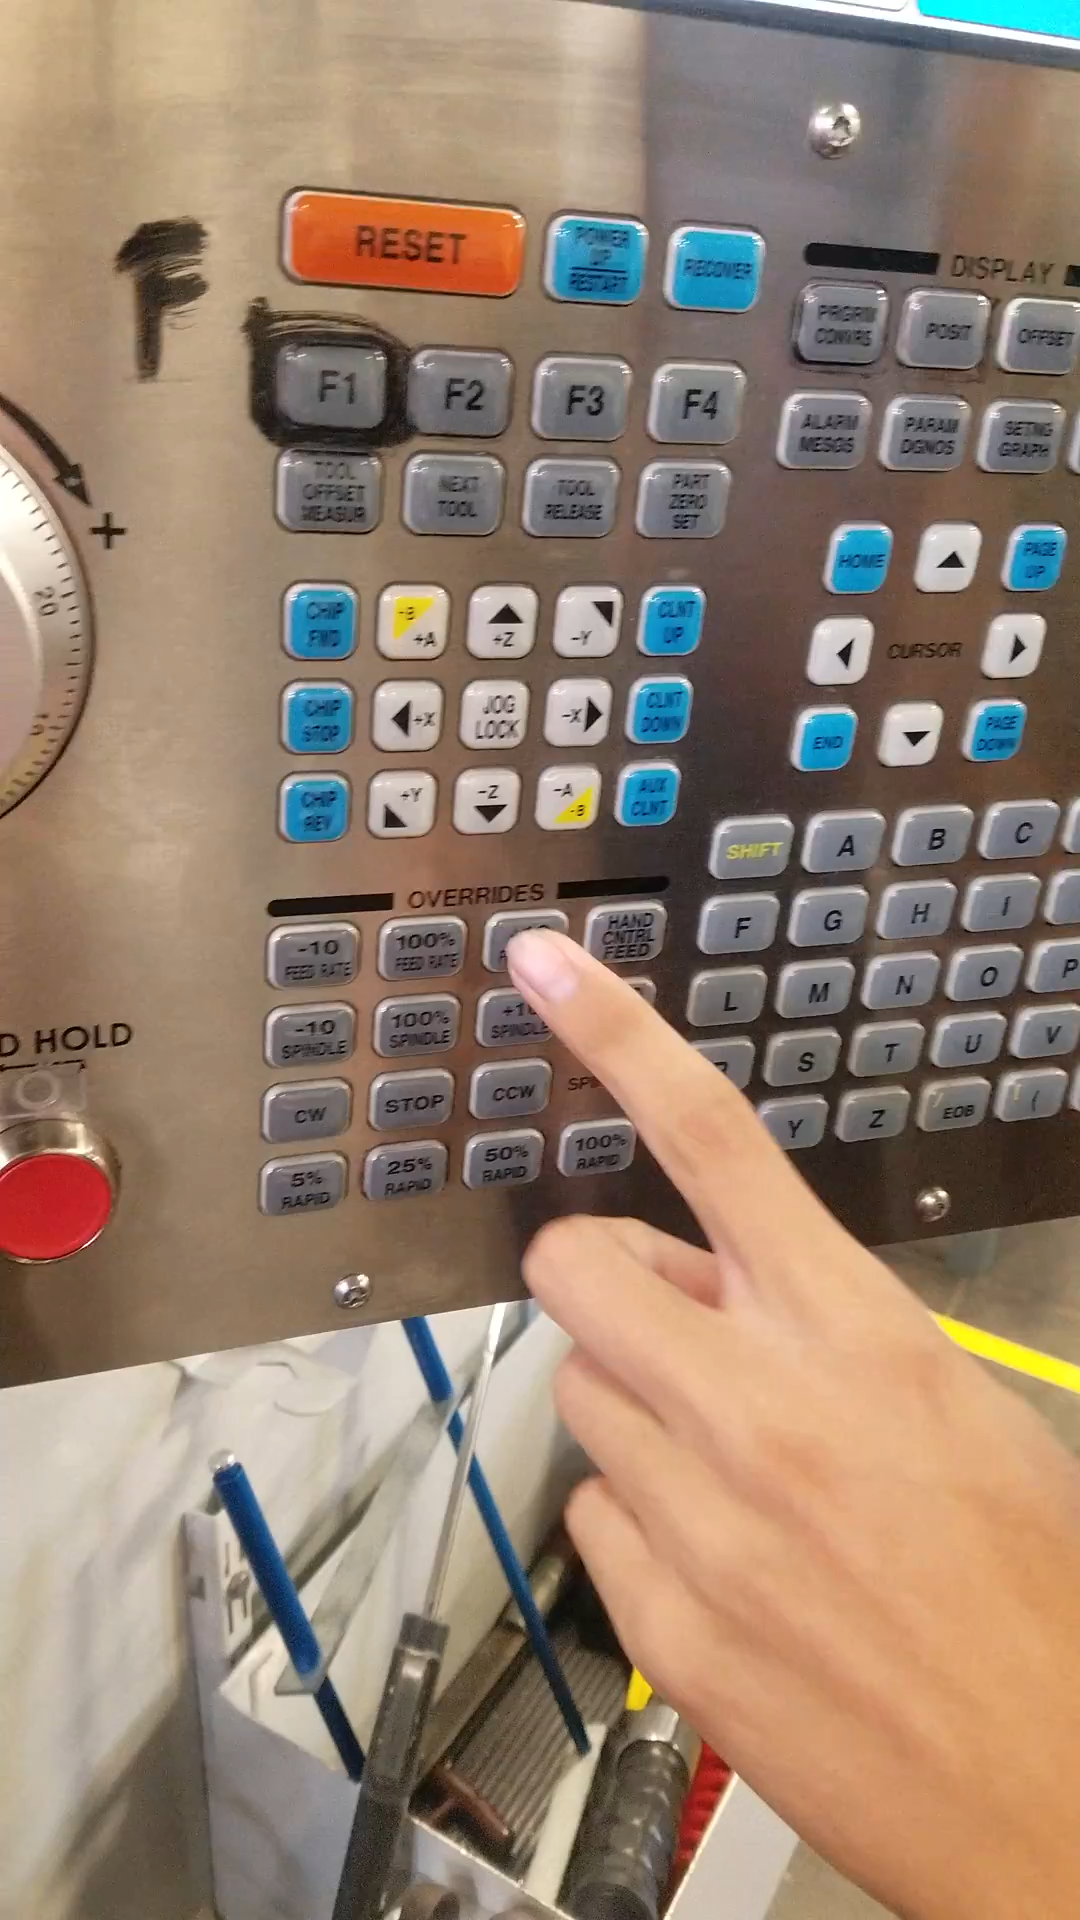 RESET
POWER
UP
RESTART
RECOVER
DISPLAY
F
F1
F2
F3
F4
PRGRM
CONVRS
POSIT
OFFSET
ALARM
MESGS
PARAM
DGNOS
SETNG
GRAPH
TOOL
OFFSET
MEASUR
NEXT
TOOL
TOOL
RELEASE
PART
ZERO
SET
+
20
HOME
PAGE
UP
CHIP
FWD
-B
+A
+Z
-Y
CLNT
UP
CURSOR
CHIP
STOP
+X
JOG
LOCK
-X
CLNT
DOWN
END
PAGE
DOWN
CHIP
REV
+Y
-Z
-A
-B
AUX
CLNT
SHIFT
A
B
C
OVERRIDES
-10
FEED RATE
100%
FEED RATE
HAND
CNTRL
FEED
F
G
H
I
-10
SPINDLE
100%
SPINDLE
SPINDLE
L
M
N
O
P
D HOLD
CW
STOP
CCW
S
T
U
V
5%
RAPID
25%
RAPID
50%
RAPID
100%
RAPID
Y
Z
EOB
(